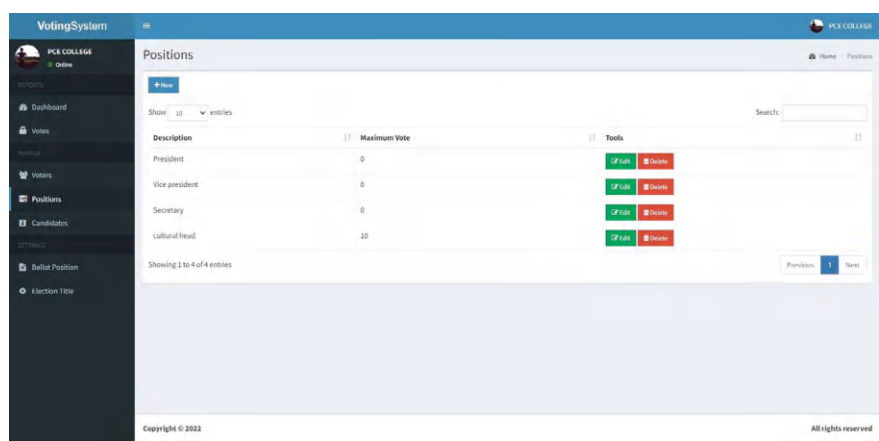 VotingSystem
PCE COLLEGE
PCE COLLEGE
Online
REPORTS
Dashboard
Votes
MANAGE
Voters
Positions
Candidates
SETTINGS
Ballot Position
Election Title
Positions
Home
Positions
+New
Show 10 entries
Search:
Description Maximum Vote Tools
President 0 Edit Delete
Vice president 0 Edit Delete
Secretary 0 Edit Delete
cultural head 10 Edit Delete
Showing 1 to 4 of 4 entries
Previous 1 Next
Copyright © 2022
All rights reserved